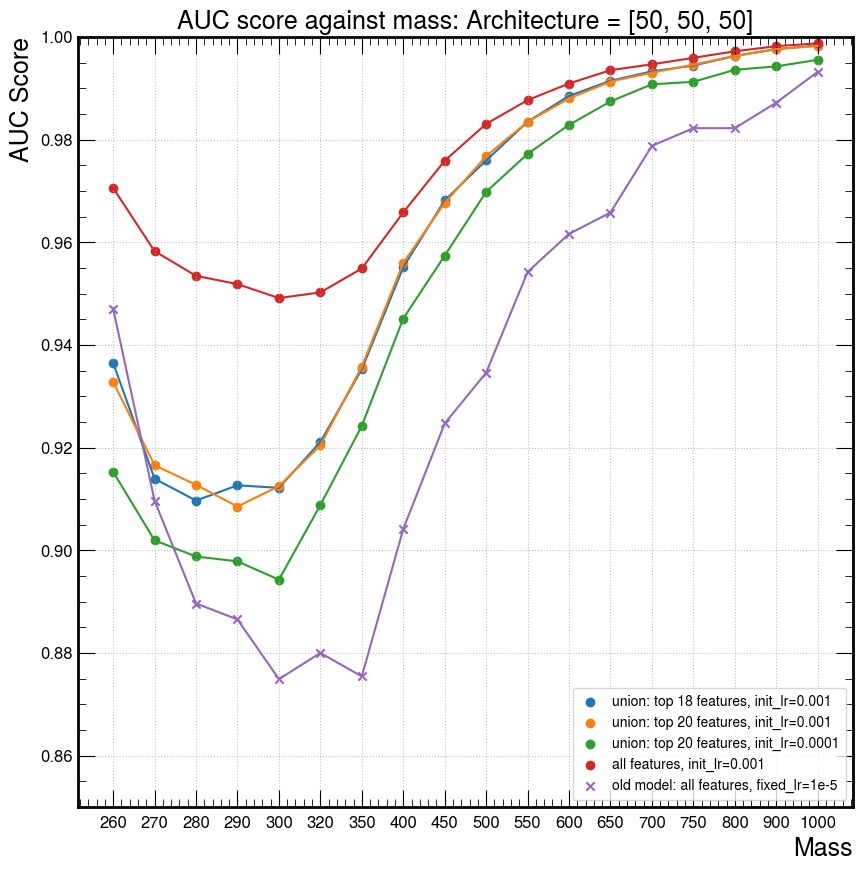 AUC score against mass: Architecture = [50, 50, 50]
AUC Score
1.00
0.98
0.96
0.94
0.92
0.90
0.88
0.86
union: top 18 features, init_lr=0.001
union: top 20 features, init_lr=0.001
union: top 20 features, init_lr=0.0001
all features, init_lr=0.001
old model: all features, fixed_lr=1e-5
260 270 280 290 300 320 350 400 450 500 550 600 650 700 750 800 900 1000
Mass